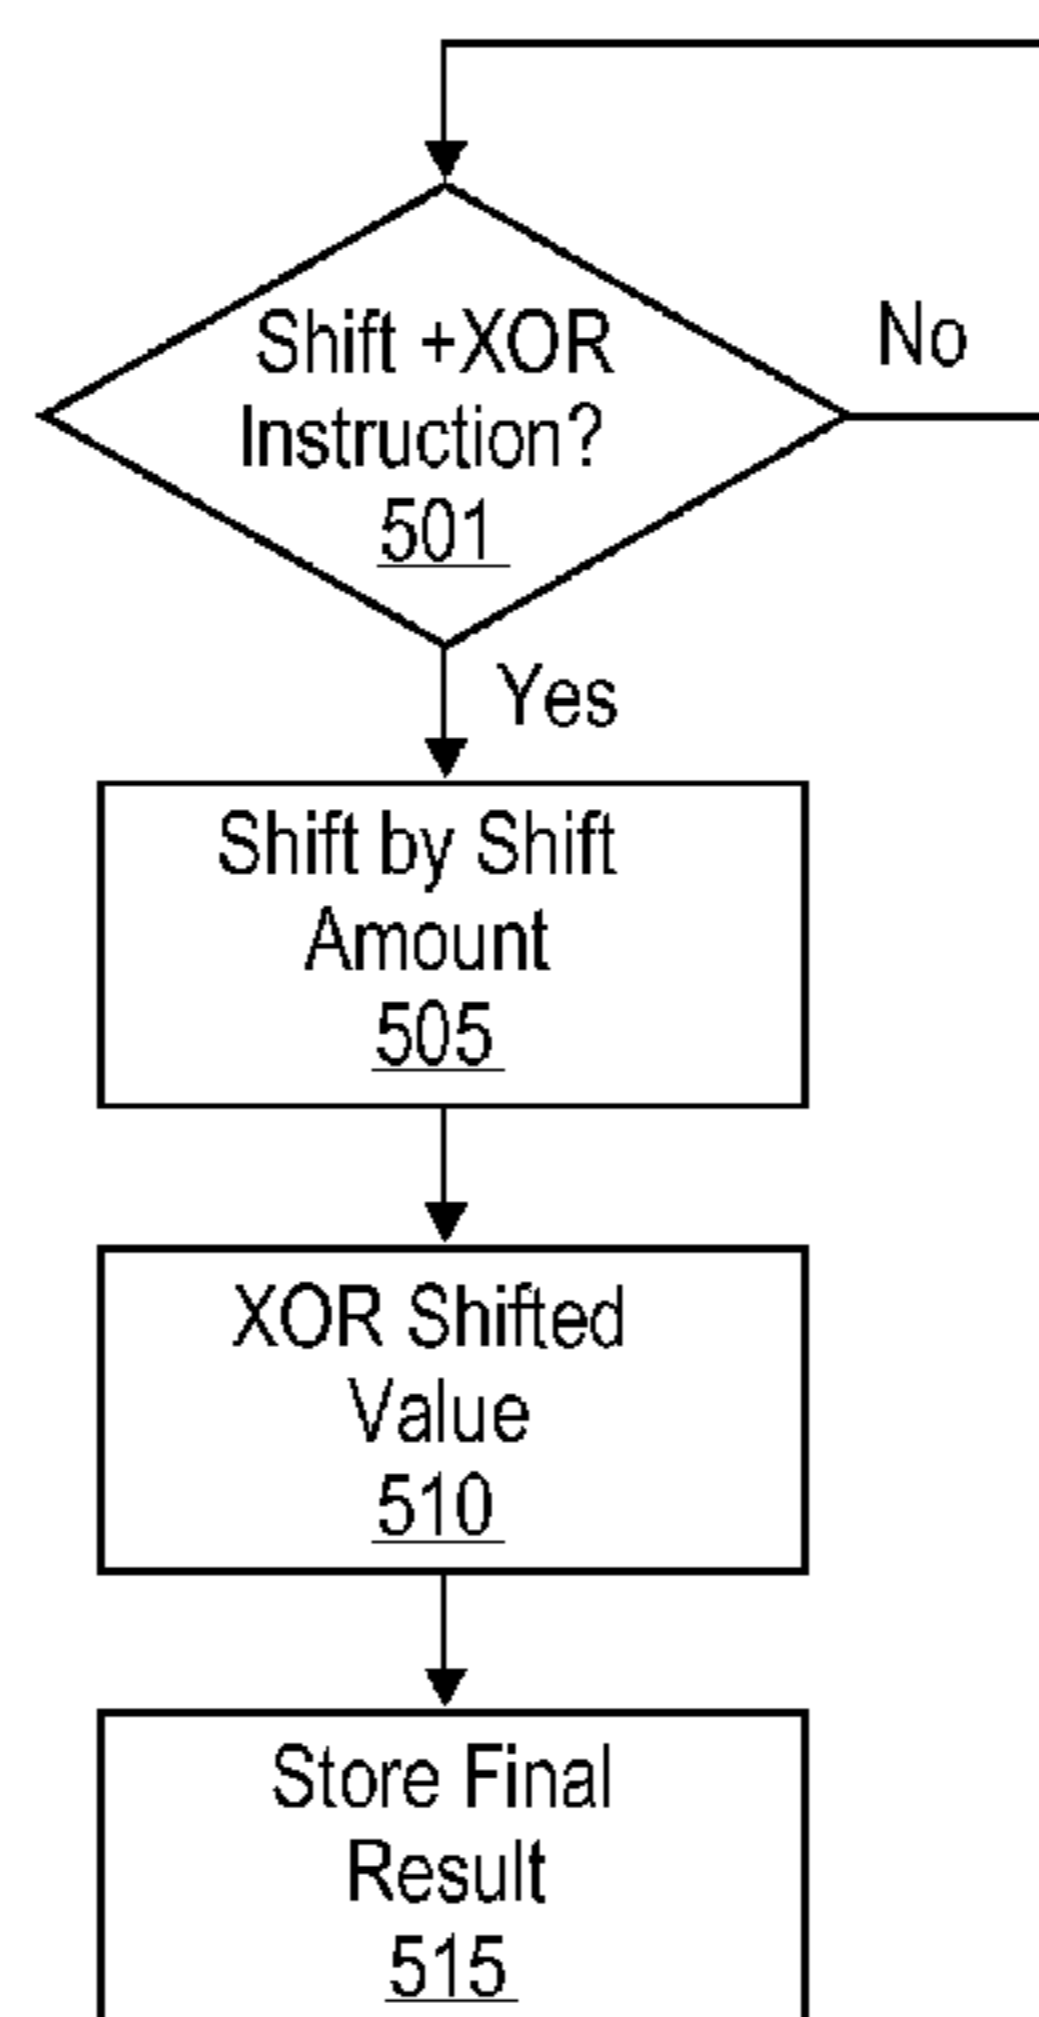 Shift +XOR
Instruction?
501
No
Yes
Shift by Shift
Amount
505
XOR Shifted
Value
510
Store Final
Result
515